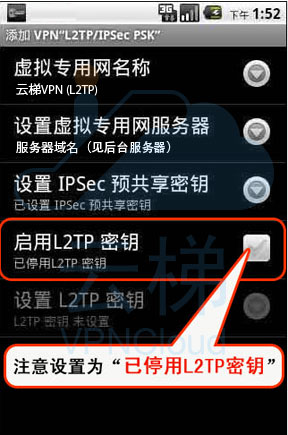 3G
下午 1:52
添加 VPN"L2TP/IPSec PSK"
虚拟专用网名称
云梯VPN (L2TP)
设置虚拟专用网服务器
服务器域名（见后台服务器）
设置 IPSec 预共享密钥
已设置 IPSec 预共享密钥
启用L2TP 密钥
已停用L2TP 密钥
云梯
设置 L2TP 密钥
L2TP 密钥 未设置
VPNCloud
注意设置为“已停用L2TP密钥”